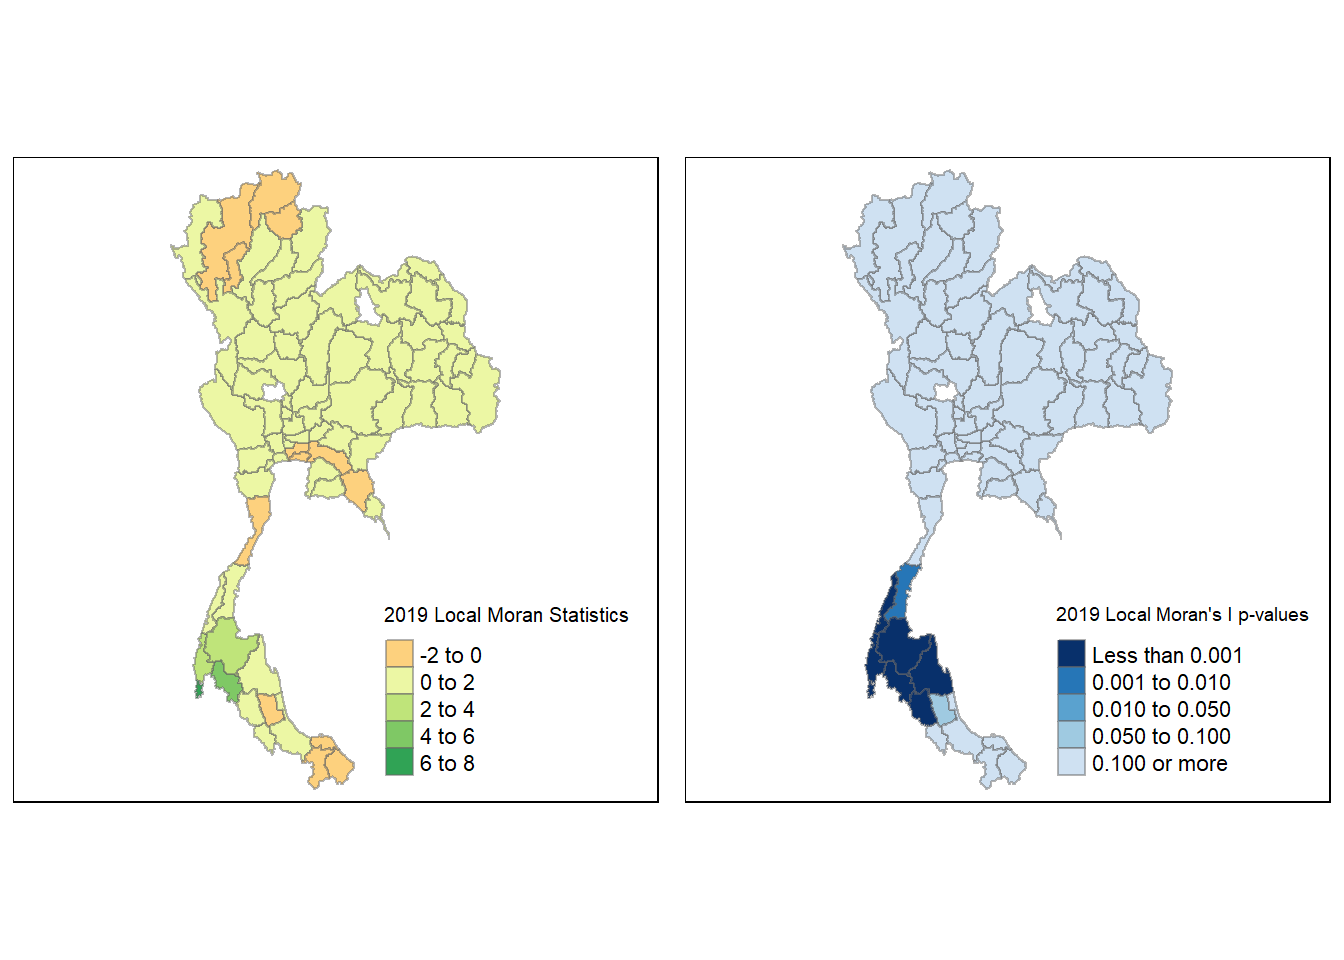 2019 Local Moran Statistics
-2 to 0
0 to 2
2 to 4
4 to 6
6 to 8
2019 Local Moran's I p-values
Less than 0.001
0.001 to 0.010
0.010 to 0.050
0.050 to 0.100
0.100 or more